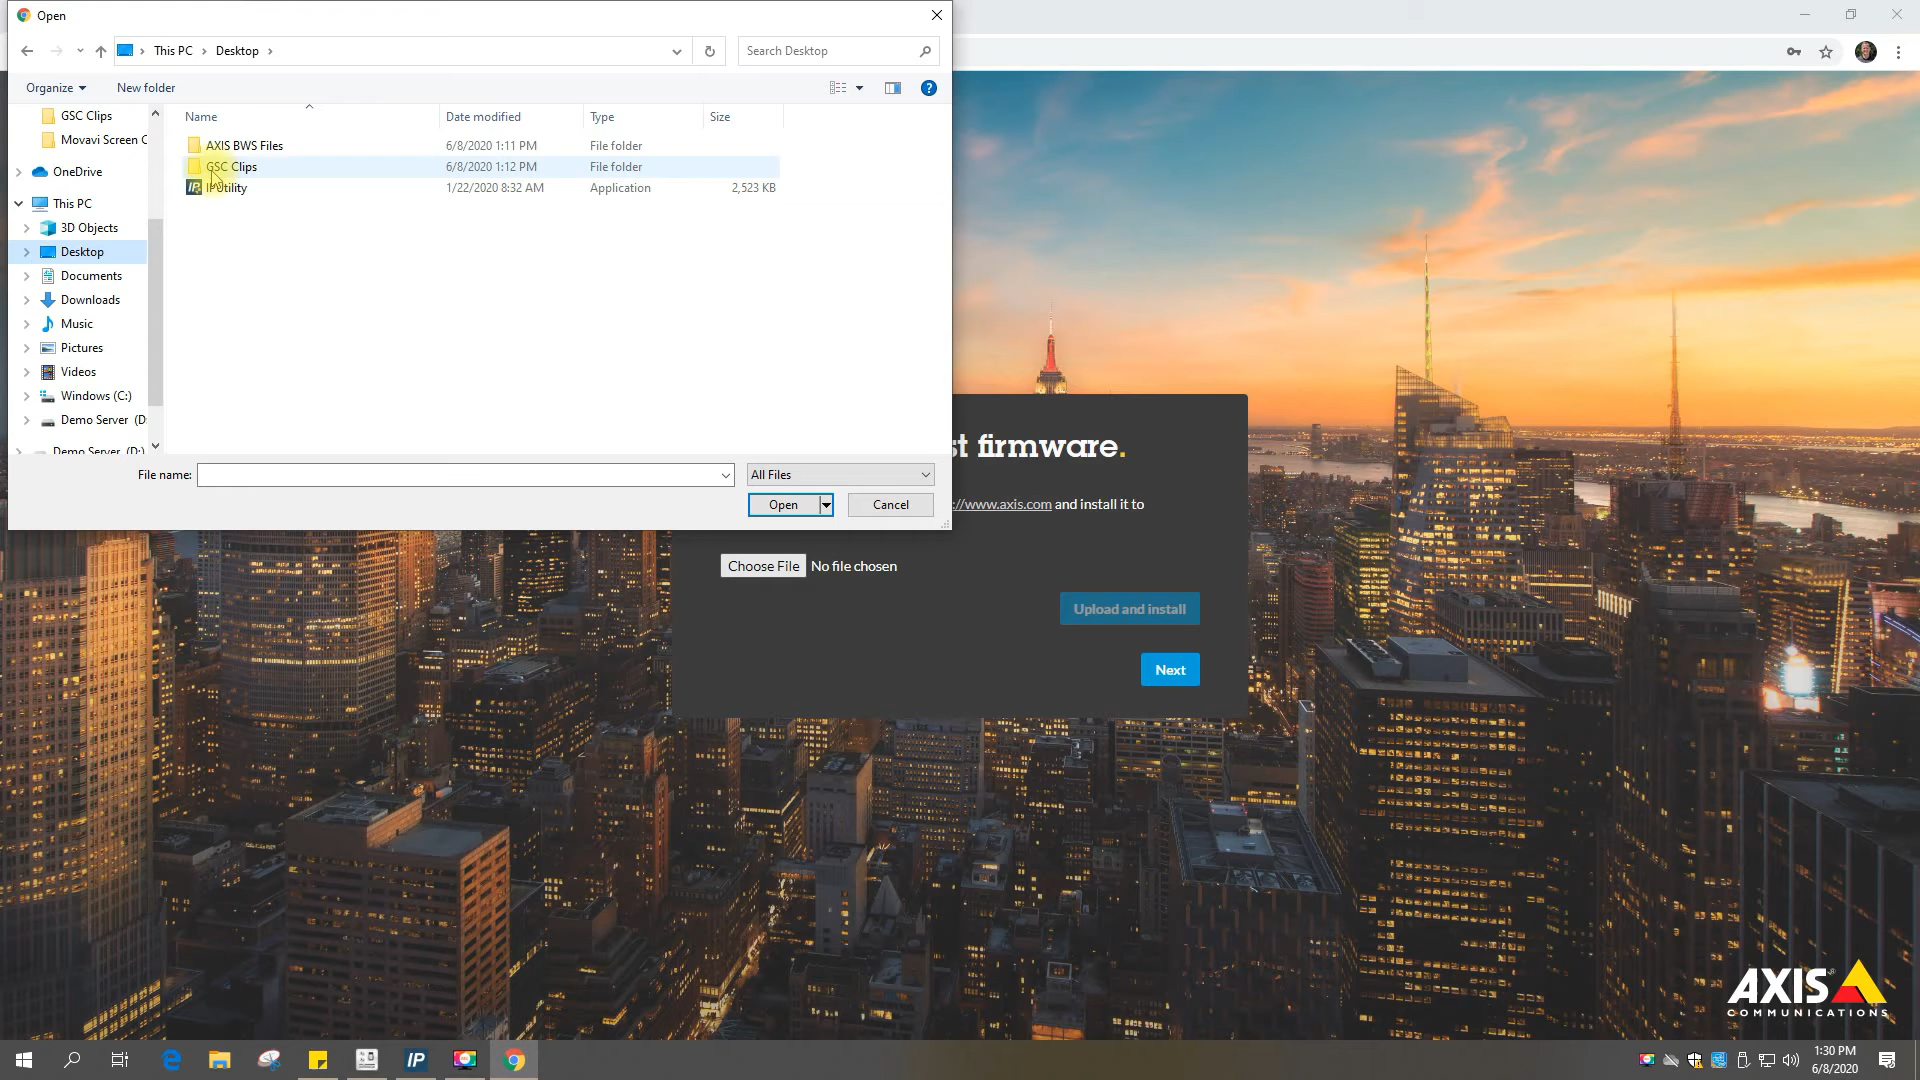 Open
This PC
Desktop
Search Desktop
Organize
New folder
Name
Date modified
Type
Size
GSC Clips
Movavi Screen C
OneDrive
This PC
3D Objects
Desktop
Documents
Downloads
Music
Pictures
Videos
Windows (C:)
Demo Server (D:
Demo Server (D:)
AXIS BWS Files
6/8/2020 1:11 PM
File folder
GSC Clips
6/8/2020 1:12 PM
File folder
IPUtility
1/22/2020 8:32 AM
Application
2,523 KB
File name:
All Files
Open
Cancel
st firmware.
://www.axis.com and install it to
Choose File No file chosen
Upload and install
Next
AXIS
COMMUNICATIONS
IP
1:30 PM
6/8/2020